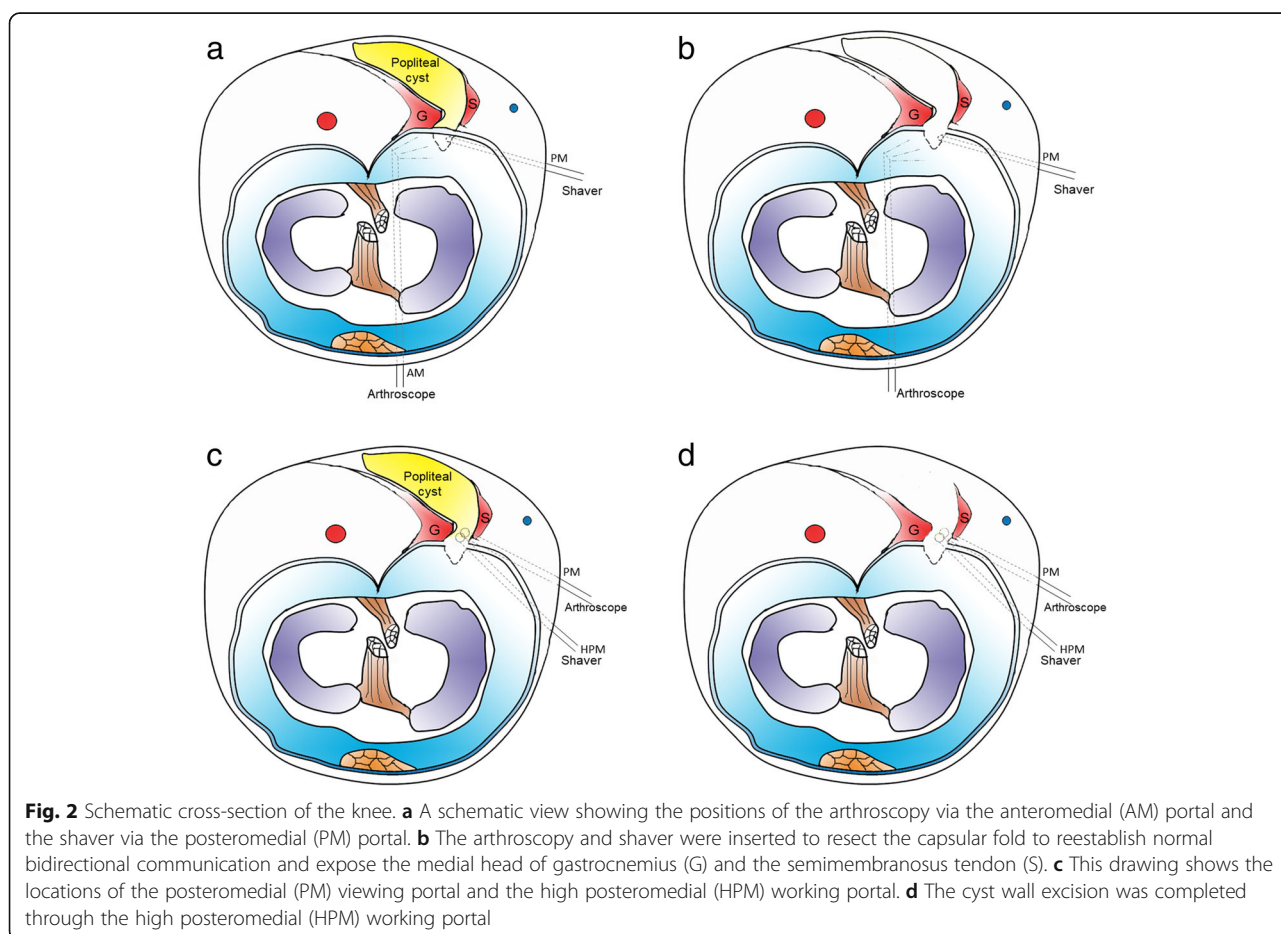 a
Popliteal
cyst
G
S
PM
Shaver
AM
Arthroscope
b
G
S
PM
Shaver
Arthroscope
c
Popliteal
cyst
G
S
PM
Arthroscope
HPM
Shaver
d
G
S
PM
Arthroscope
HPM
Shaver
Fig. 2 Schematic cross-section of the knee. a A schematic view showing the positions of the arthroscopy via the anteromedial (AM) portal and
the shaver via the posteromedial (PM) portal. b The arthroscopy and shaver were inserted to resect the capsular fold to reestablish normal
bidirectional communication and expose the medial head of gastrocnemius (G) and the semimembranosus tendon (S). c This drawing shows the
locations of the posteromedial (PM) viewing portal and the high posteromedial (HPM) working portal. d The cyst wall excision was completed
through the high posteromedial (HPM) working portal